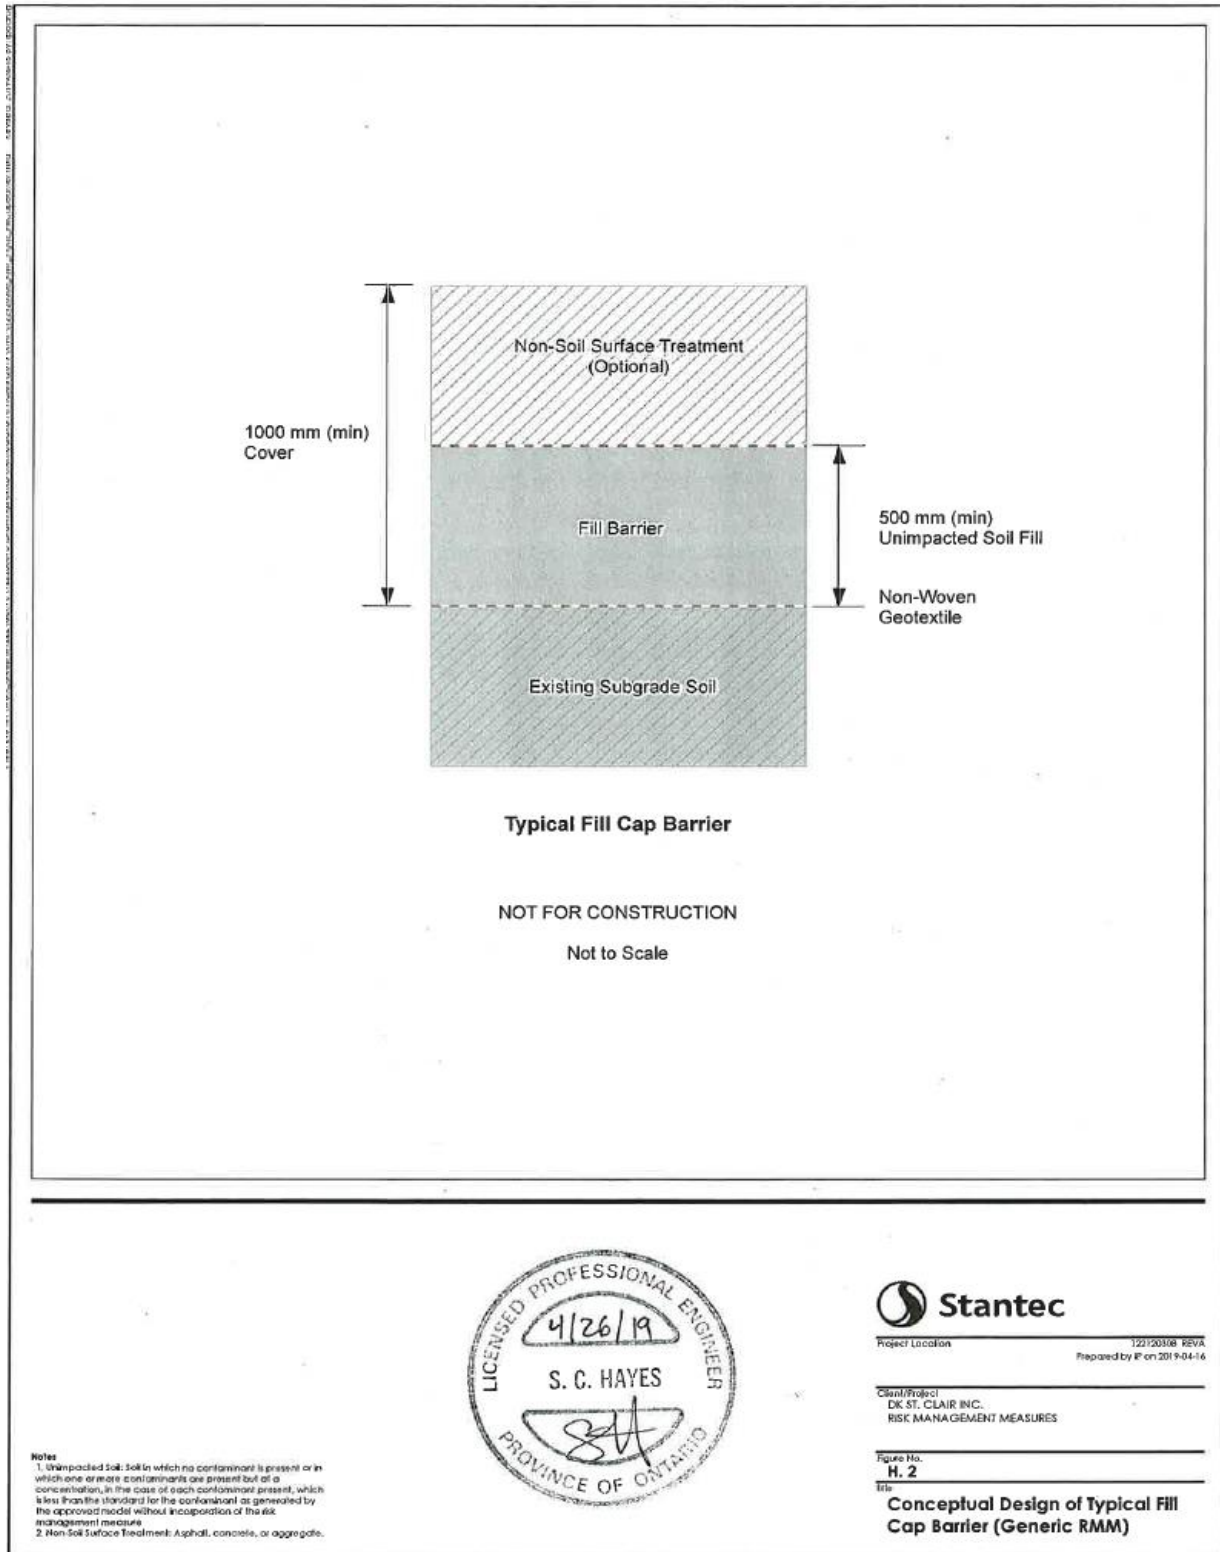 Non-Soil Surface Treatment
(Optional)
1000 mm (min)
Cover
Fill Barrier
500 mm (min)
Unimpacted Soil Fill
Non-Woven
Geotextile
Existing Subgrade Soil
Typical Fill Cap Barrier
NOT FOR CONSTRUCTION
Not to Scale
LICENSED PROFESSIONAL ENGINEER
4/26/19
S. C. HAYES
PROVINCE OF ONTARIO
Stantec
Project Location
122120308 REVA
Prepared by IP on 2019-04-16
Client/Project
DK ST. CLAIR INC.
RISK MANAGEMENT MEASURES
Figure No.
H. 2
Title
Conceptual Design of Typical Fill
Cap Barrier (Generic RMM)
Notes
1. Unimpacted Soil: Soil in which no contaminant is present or in
which one or more contaminants are present but at a
concentration, in the case of each contaminant present, which
is less than the standard for the contaminant as generated by
the approved model without incorporation of the risk
management measure
2. Non-Soil Surface Treatment: Asphalt, concrete, or aggregate.